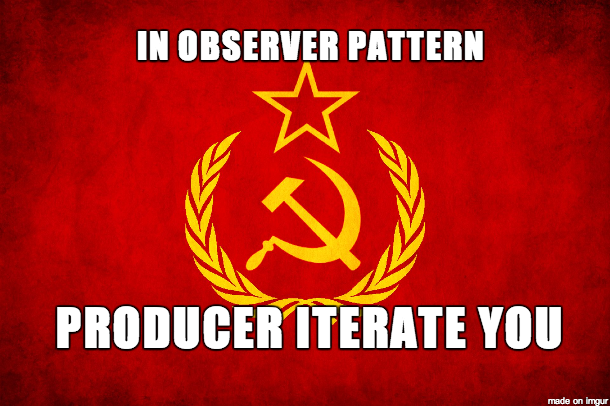 IN OBSERVER PATTERN
PRODUCER ITERATE YOU
made on imgur